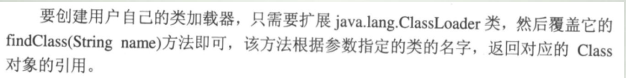 要创建用户自己的类加载器，只需要扩展 java.lang.ClassLoader 类，然后覆盖它的
findClass(String name)方法即可，该方法根据参数指定的类的名字，返回对应的 Class
对象的引用。